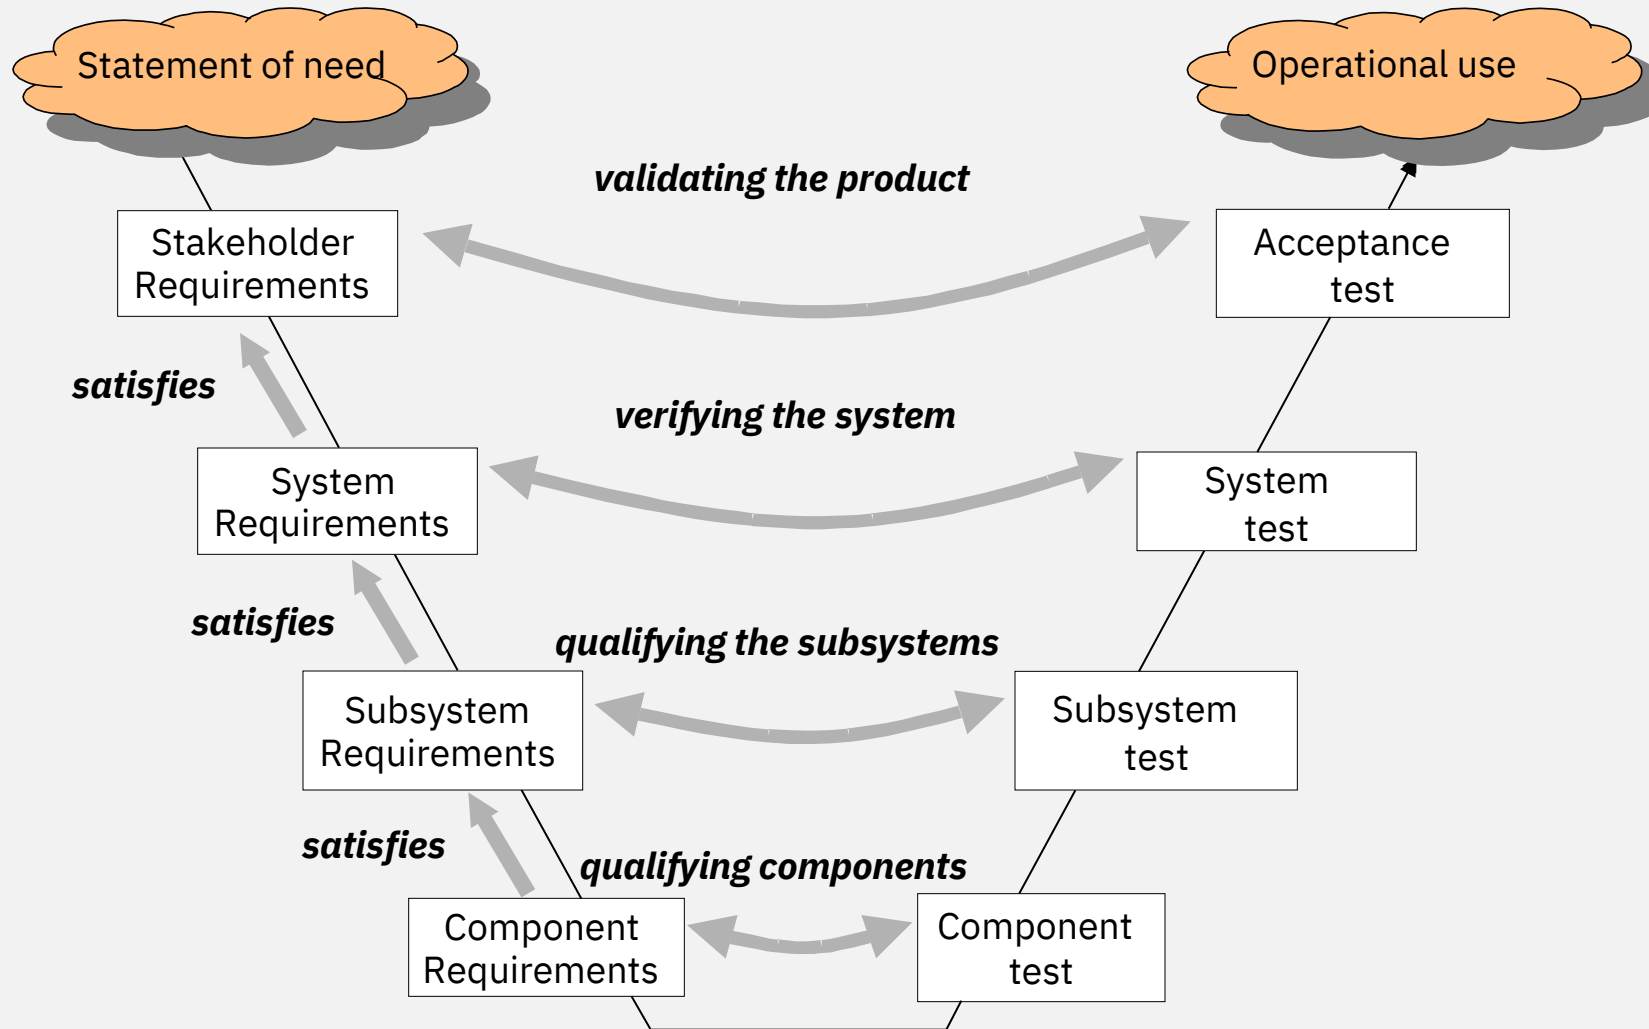 Statement of need
Operational use
validating the product
Stakeholder
Requirements
Acceptance
test
satisfies
verifying the system
System
Requirements
System
test
satisfies
qualifying the subsystems
Subsystem
Requirements
Subsystem
test
satisfies
qualifying components
Component
Requirements
Component
test